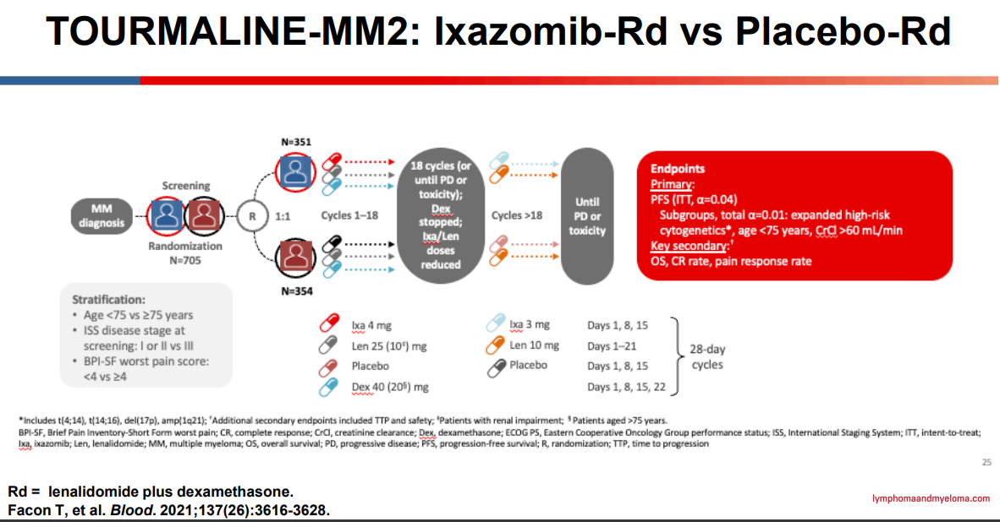 TOURMALINE-MM2: Ixazomib-Rd vs Placebo-Rd
MM
diagnosis
Screening
Randomization
N=705
R
1:1
N=351
N=354
Cycles 1–18
18 cycles (or
until PD or
toxicity);
Dex
stopped;
Ixa/Len
doses
reduced
Cycles >18
Until
PD or
toxicity
Endpoints
Primary:
PFS (ITT, α=0.04)
Subgroups, total α=0.01: expanded high-risk
cytogenetics*, age <75 years, CrCl >60 mL/min
Key secondary:†
OS, CR rate, pain response rate
Stratification:
• Age <75 vs ≥75 years
• ISS disease stage at
screening: I or II vs III
• BPI-SF worst pain score:
<4 vs ≥4
Ixa 4 mg
Len 25 (10‡) mg
Placebo
Dex 40 (20§) mg
Ixa 3 mg
Len 10 mg
Placebo
Days 1, 8, 15
Days 1–21
Days 1, 8, 15
Days 1, 8, 15, 22
28-day
cycles
*Includes t(4;14), t(14;16), del(17p), amp(1q21); †Additional secondary endpoints included TTP and safety; ‡Patients with renal impairment; § Patients aged >75 years.
BPI-SF, Brief Pain Inventory-Short Form worst pain; CR, complete response; CrCl, creatinine clearance; Dex, dexamethasone; ECOG PS, Eastern Cooperative Oncology Group performance status; ISS, International Staging System; ITT, intent-to-treat;
Ixa, ixazomib; Len, lenalidomide; MM, multiple myeloma; OS, overall survival; PD, progressive disease; PFS, progression-free survival; R, randomization; TTP, time to progression
25
Rd = lenalidomide plus dexamethasone.
Facon T, et al. Blood. 2021;137(26):3616-3628.
lymphomaandmyeloma.com